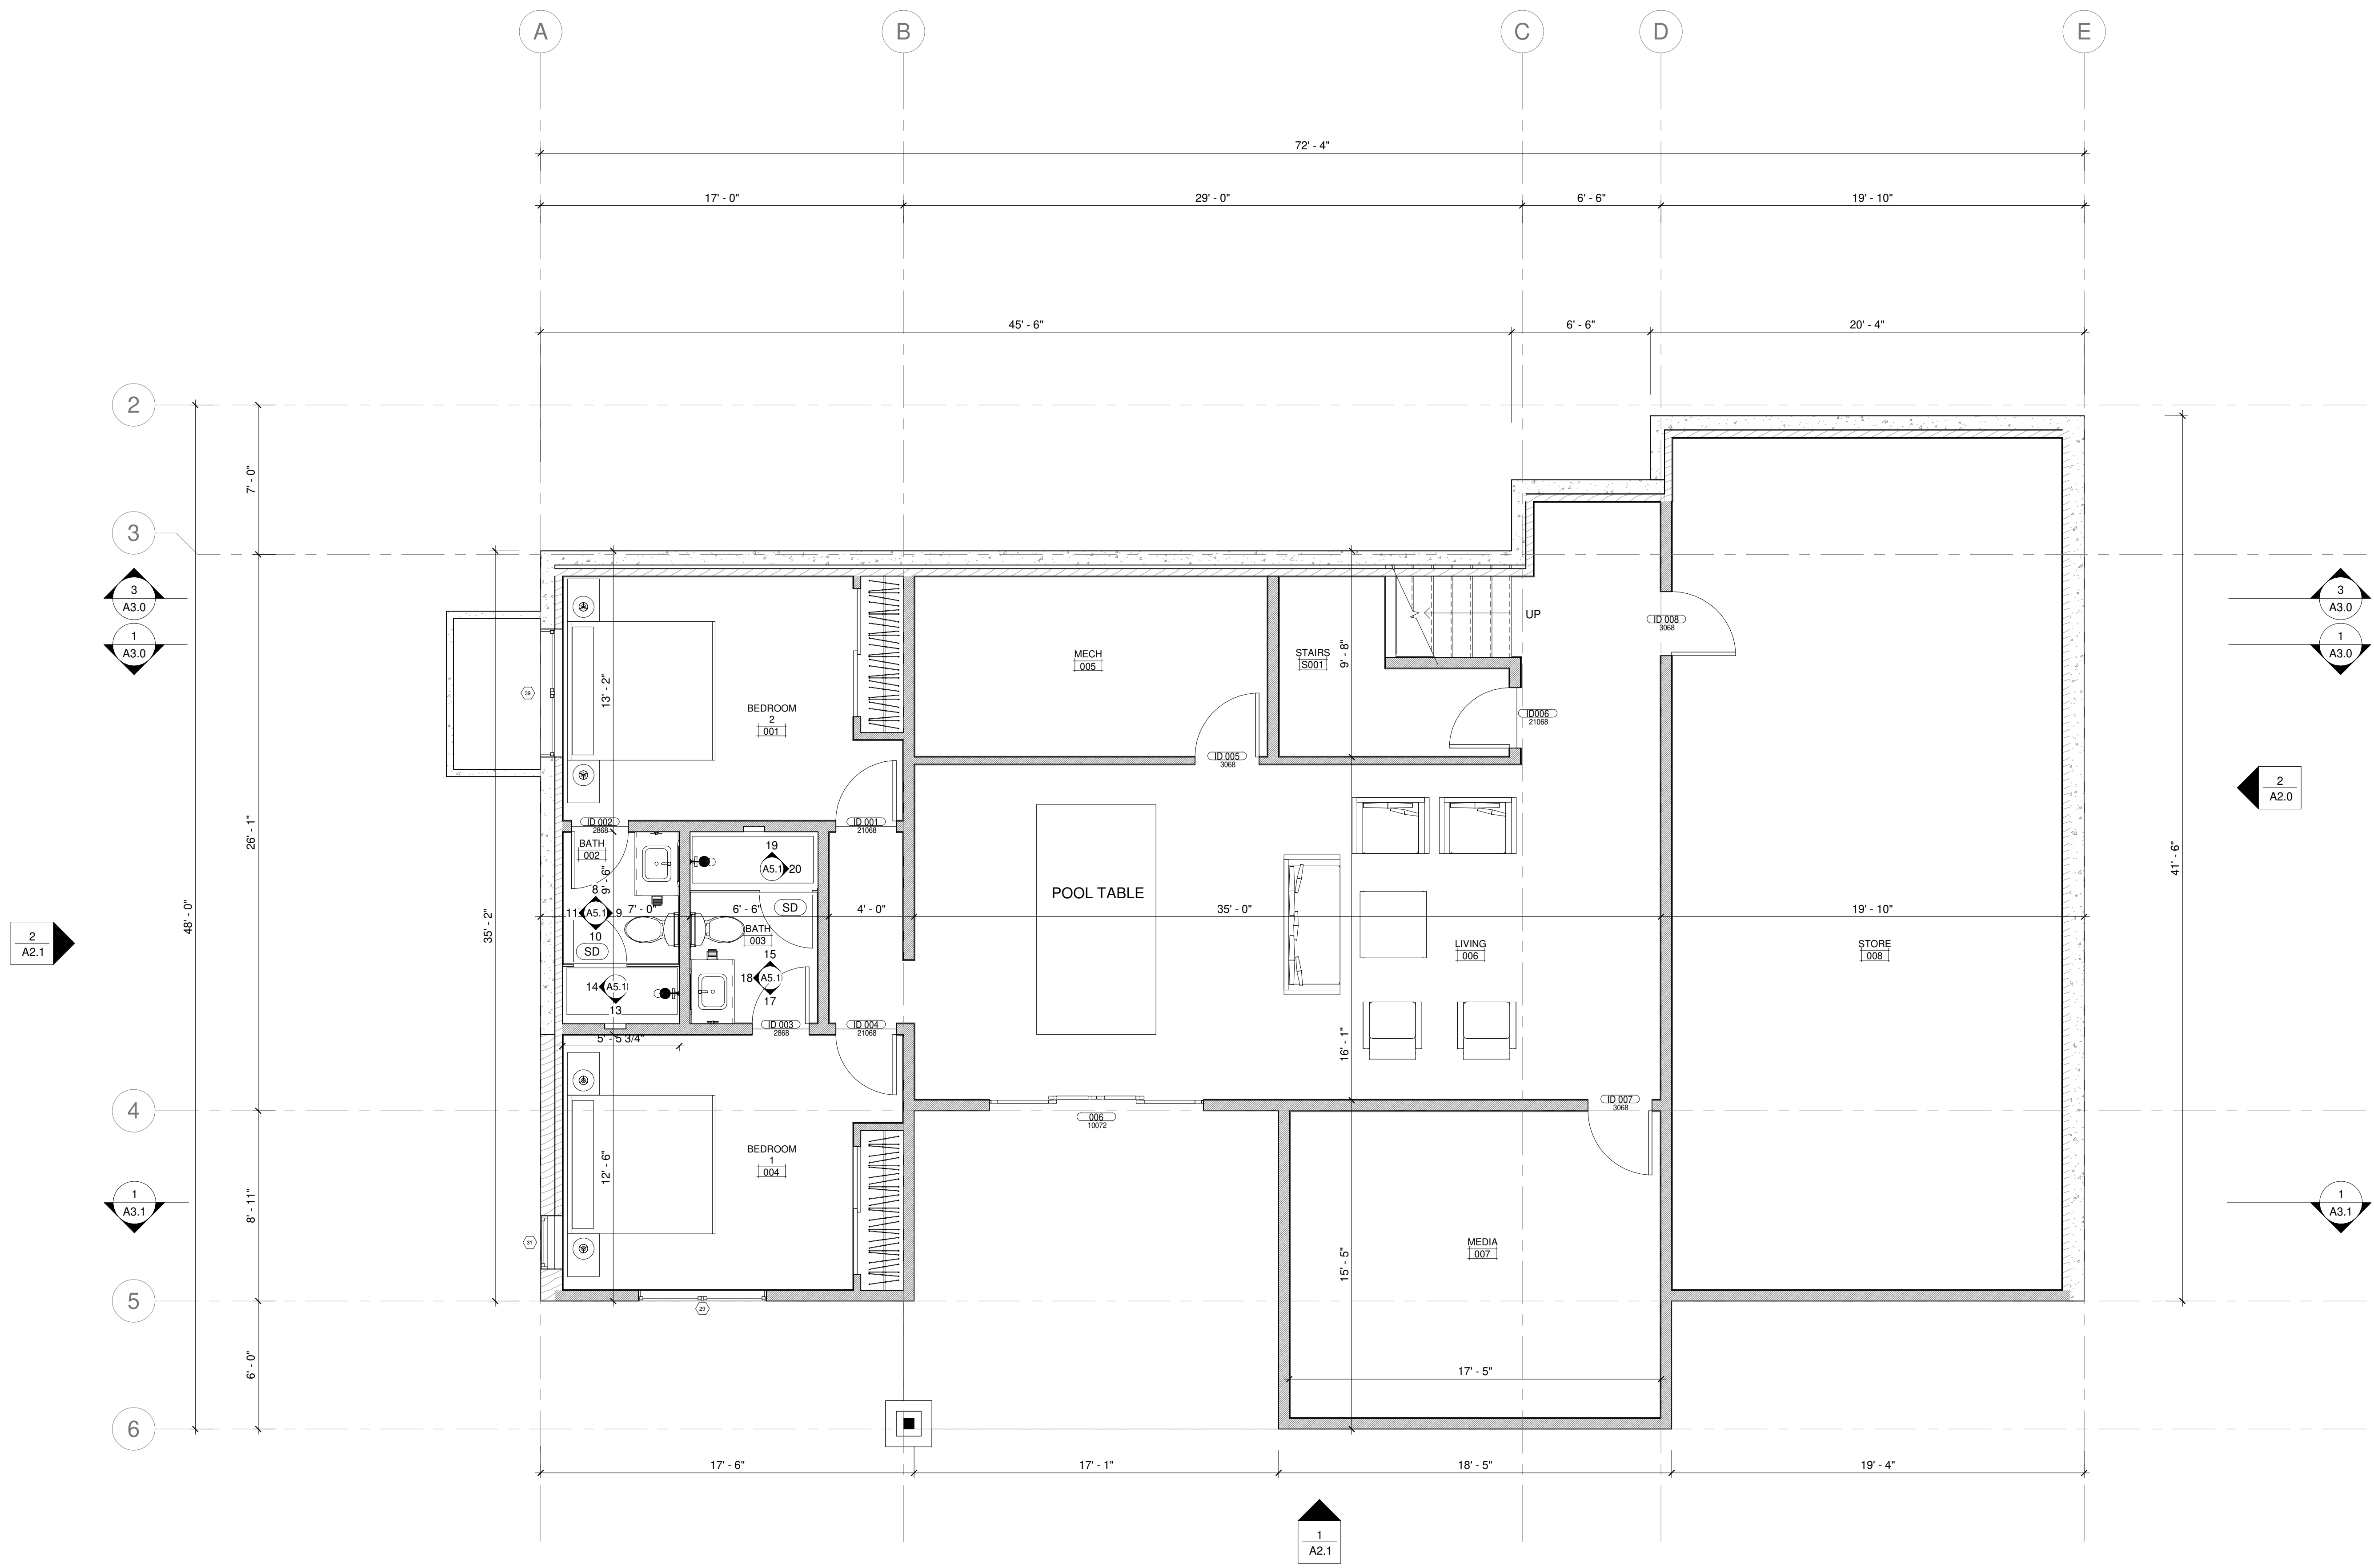 A
B
C
D
E
72' - 4"
17' - 0"
29' - 0"
6' - 6"
19' - 10"
45' - 6"
6' - 6"
20' - 4"
2
3
7' - 0"
3
A3.0
1
A3.0
3
A3.0
1
A3.0
UP
ID 008
3068
MECH
005
STAIRS
S001
9' - 8"
39
13' - 2"
BEDROOM
2
001
ID006
21068
ID 005
3068
2
A2.0
ID 002
2868
ID 001
21068
26' - 1"
BATH
002
9' - 6"
19
A5.1
20
41' - 6"
POOL TABLE
8
11
A5.1
9
10
7' - 0"
6' - 6"
SD
4' - 0"
35' - 0"
19' - 10"
48' - 0"
35' - 2"
2
A2.1
BATH
003
SD
LIVING
006
STORE
008
15
18
A5.1
17
14
A5.1
13
ID 003
2868
ID 004
21068
5' - 5 3/4"
16' - 1"
4
006
10072
ID 007
3068
BEDROOM
1
004
12' - 6"
8' - 11"
1
A3.1
1
A3.1
31
MEDIA
007
15' - 5"
5
29
6' - 0"
17' - 5"
6
17' - 6"
17' - 1"
18' - 5"
19' - 4"
1
A2.1